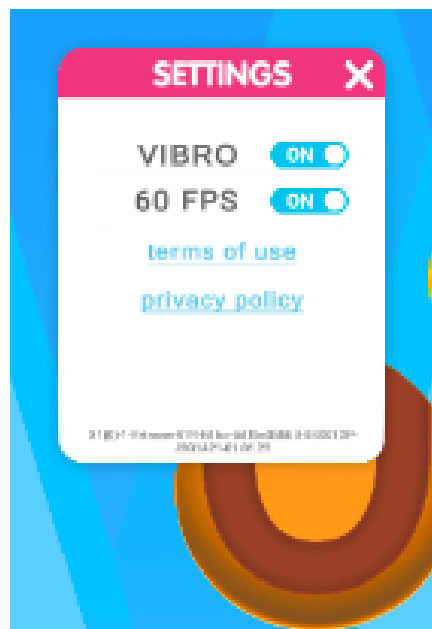 SETTINGS
VIBRO ON
60 FPS ON
terms of use
privacy policy